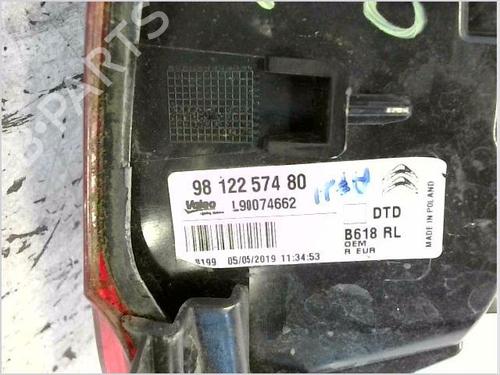 98 122 574 80
Valeo L90074662
DTD
B618 RL
OEM
R EUR
MADE IN POLAND
8199 05/05/2019 11:34:53
B-PARTS